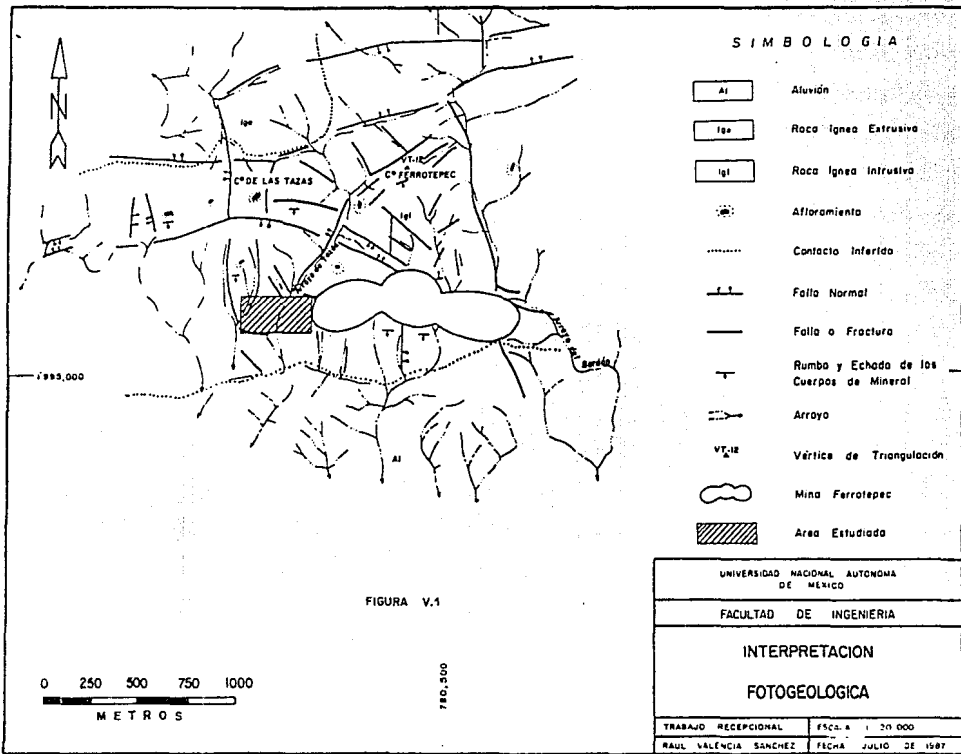 N
Ige
VT-12
Cº DE LAS TAZAS
Cº FERROTEPEC
Igi
Arroyo del
Bordón
995,000
Al
FIGURA V.1
0 250 500 750 1000
METROS
780,500
SIMBOLOGIA
Al Aluvión
Ige Roca Ignea Extrusiva
Igi Roca Ignea Intrusiva
Afloramiento
Contacto Inferido
Falla Normal
Falla o Fractura
Rumbo y Echado de los
Cuerpos de Mineral
Arroyo
VT-12 Vértice de Triangulación
Mina Ferrotepec
Area Estudiada
UNIVERSIDAD NACIONAL AUTONOMA
DE MEXICO
FACULTAD DE INGENIERIA
INTERPRETACION
FOTOGEOLOGICA
TRABAJO RECEPCIONAL ESCALA 1:20 000
RAUL VALENCIA SANCHEZ FECHA JULIO DE 1987